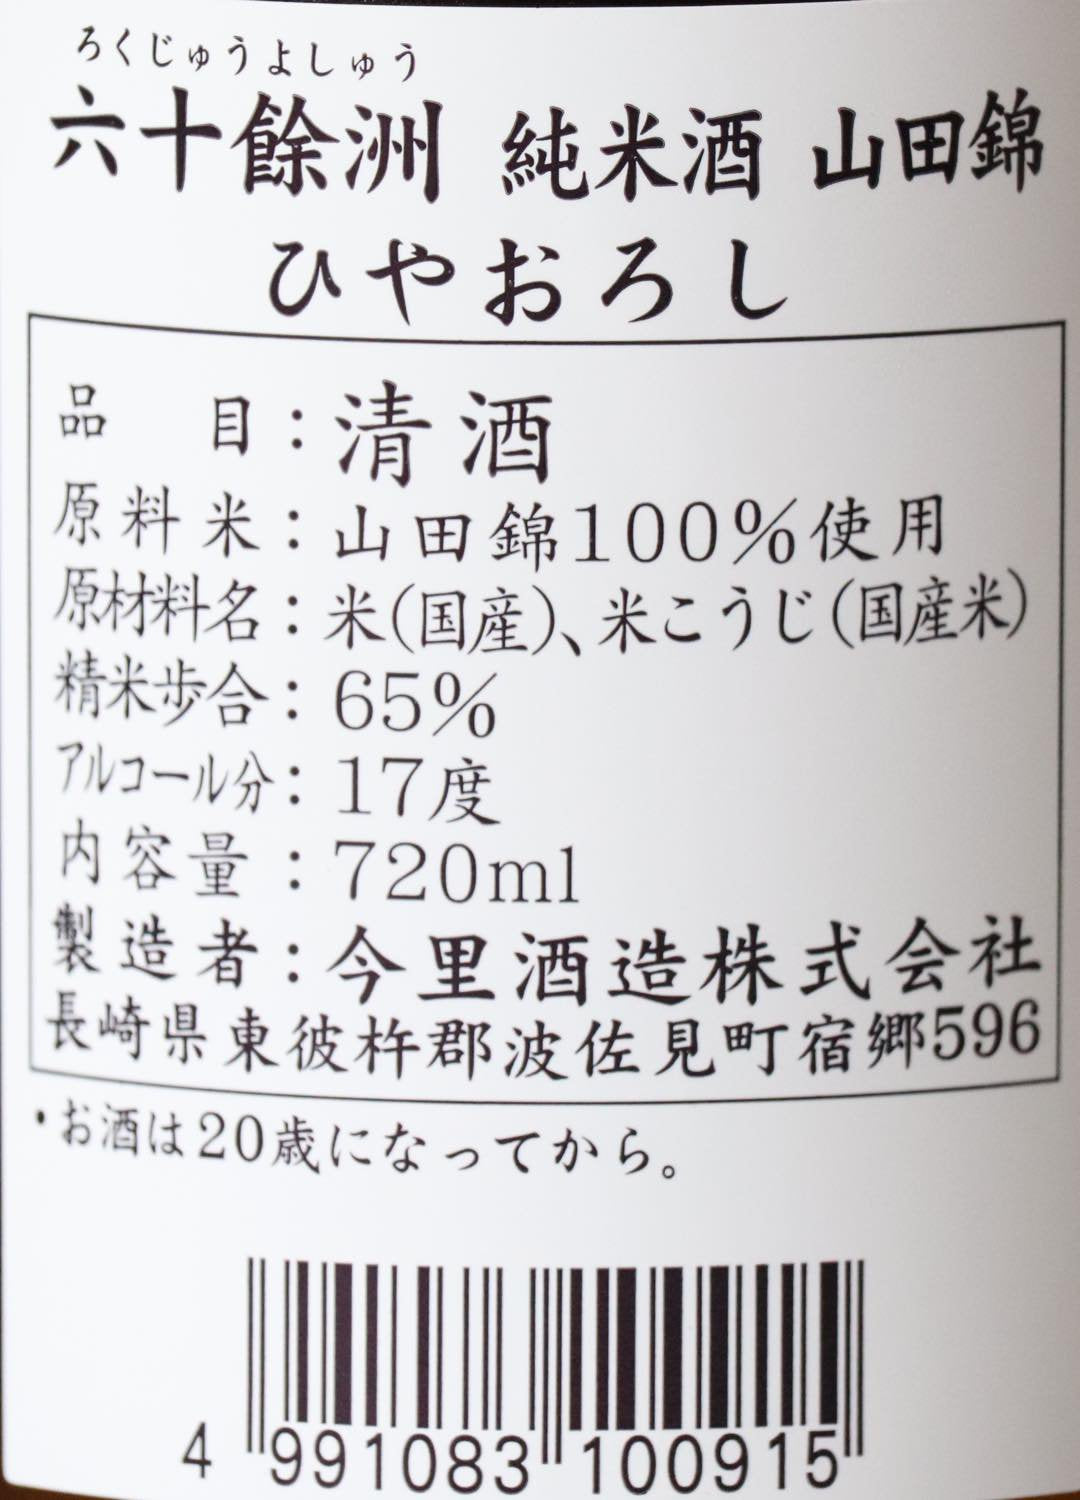 ろくじゅうよしゅう
六十餘洲 純米酒 山田錦
ひやおろし
品 目:清酒
原料米:山田錦100%使用
原材料名:米(国産)、米こうじ(国産米)
精米歩合:65%
アルコール分:17度
内容量:720ml
製造者:今里酒造株式会社
長崎県東彼杵郡波佐見町宿郷596
・お酒は20歳になってから。
4 991083 100915